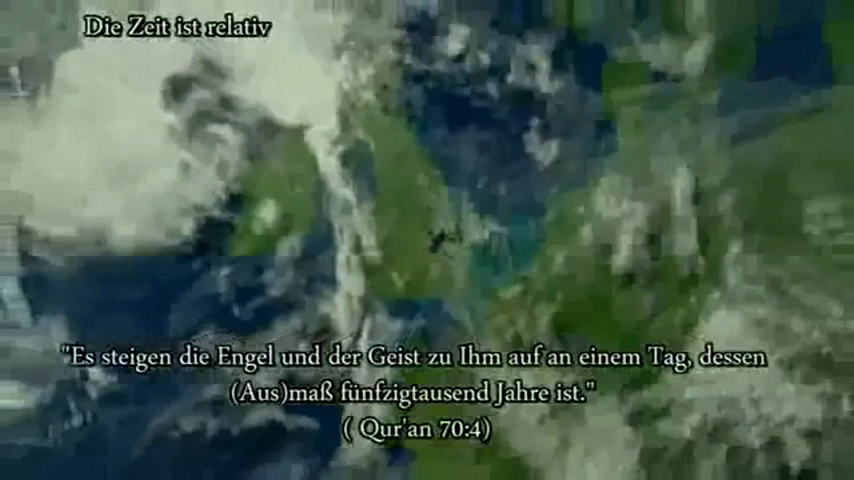 Die Zeit ist relativ
"Es steigen die Engel und der Geist zu Ihm auf an einem Tag, dessen
(Aus)maß fünfzigtausend Jahre ist."
( Qur'an 70:4)